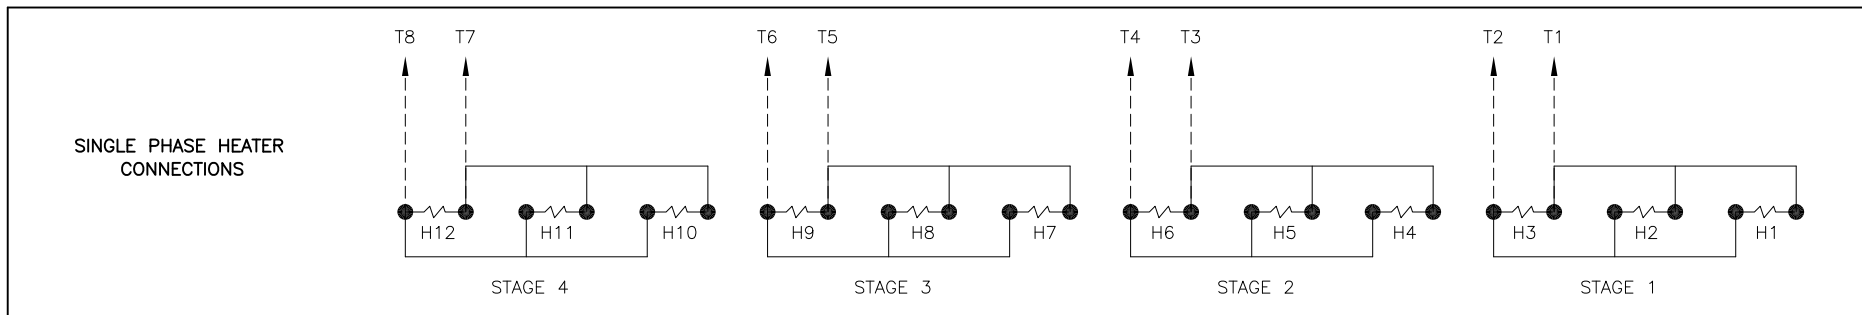 T8 T7 T6 T5 T4 T3 T2 T1
SINGLE PHASE HEATER
CONNECTIONS
H12 H11 H10 H9 H8 H7 H6 H5 H4 H3 H2 H1
STAGE 4 STAGE 3 STAGE 2 STAGE 1